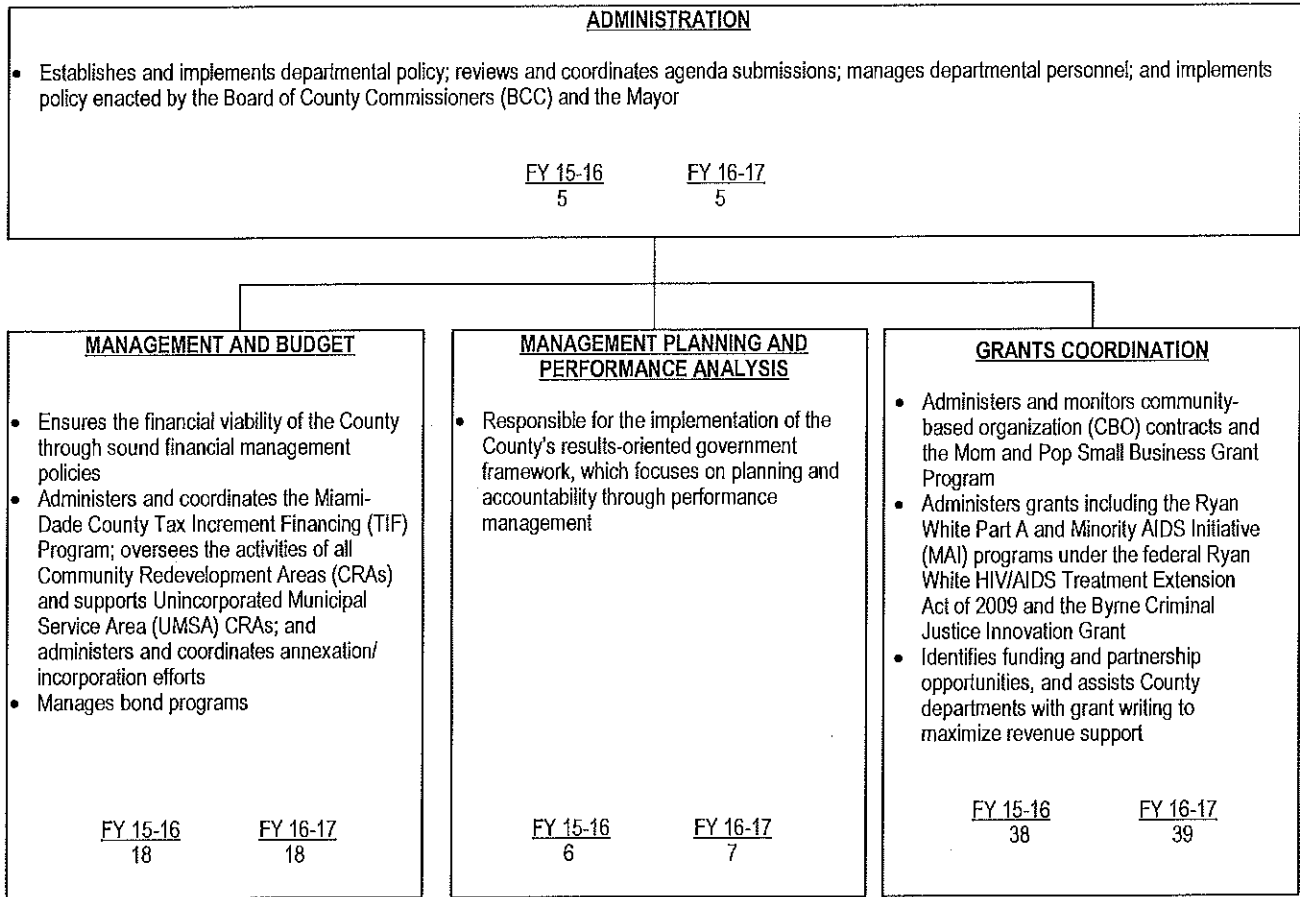 ADMINISTRATION
• Establishes and implements departmental policy; reviews and coordinates agenda submissions; manages departmental personnel; and implements
policy enacted by the Board of County Commissioners (BCC) and the Mayor
FY 15-16 FY 16-17
5 5
MANAGEMENT AND BUDGET
• Ensures the financial viability of the County
through sound financial management
policies
• Administers and coordinates the Miami-
Dade County Tax Increment Financing (TIF)
Program; oversees the activities of all
Community Redevelopment Areas (CRAs)
and supports Unincorporated Municipal
Service Area (UMSA) CRAs; and
administers and coordinates annexation/
incorporation efforts
• Manages bond programs
FY 15-16 FY 16-17
18 18
MANAGEMENT PLANNING AND
PERFORMANCE ANALYSIS
• Responsible for the implementation of the
County's results-oriented government
framework, which focuses on planning and
accountability through performance
management
FY 15-16 FY 16-17
6 7
GRANTS COORDINATION
• Administers and monitors community-
based organization (CBO) contracts and
the Mom and Pop Small Business Grant
Program
• Administers grants including the Ryan
White Part A and Minority AIDS Initiative
(MAI) programs under the federal Ryan
White HIV/AIDS Treatment Extension
Act of 2009 and the Byrne Criminal
Justice Innovation Grant
• Identifies funding and partnership
opportunities, and assists County
departments with grant writing to
maximize revenue support
FY 15-16 FY 16-17
38 39